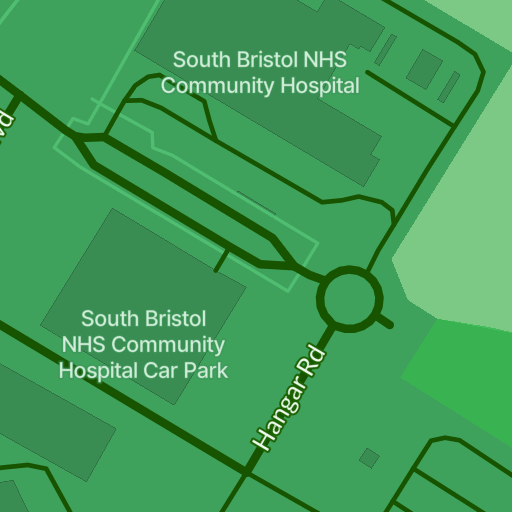 South Bristol NHS
Community Hospital
South Bristol
NHS Community
Hospital Car Park
Hangar Rd